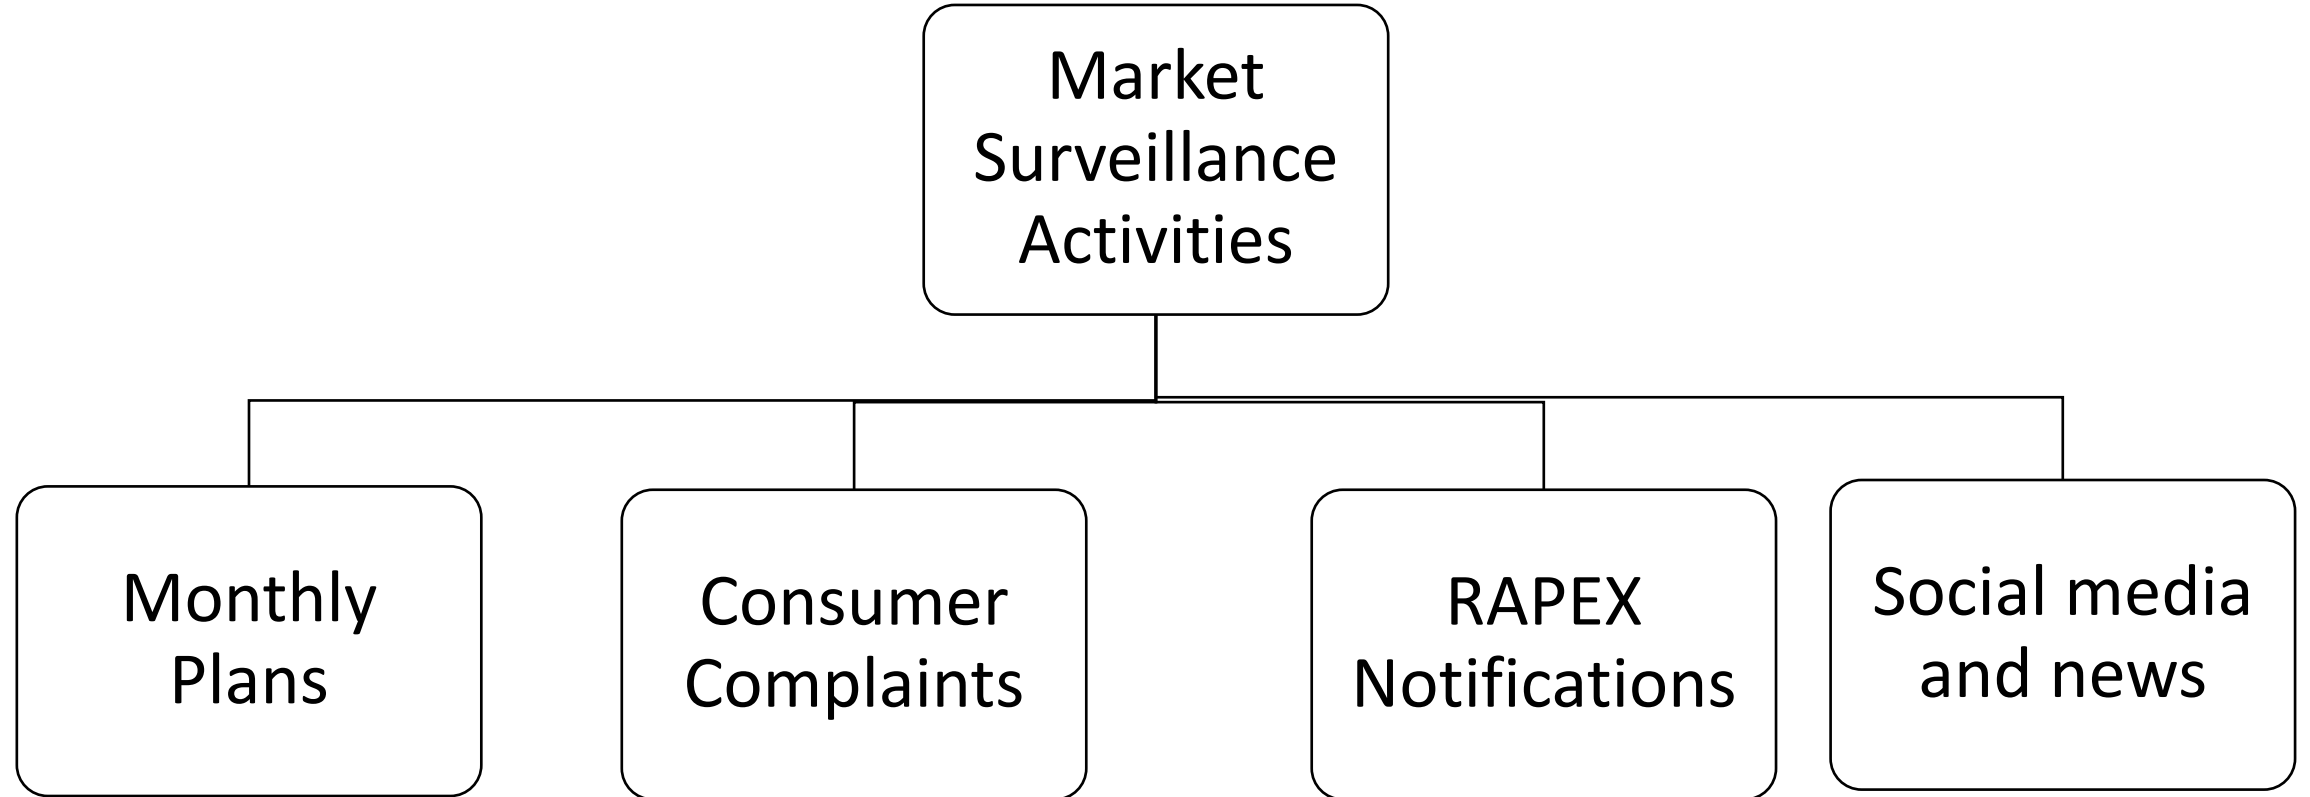 Market
Surveillance
Activities
Monthly
Plans
Consumer
Complaints
RAPEX
Notifications
Social media
and news